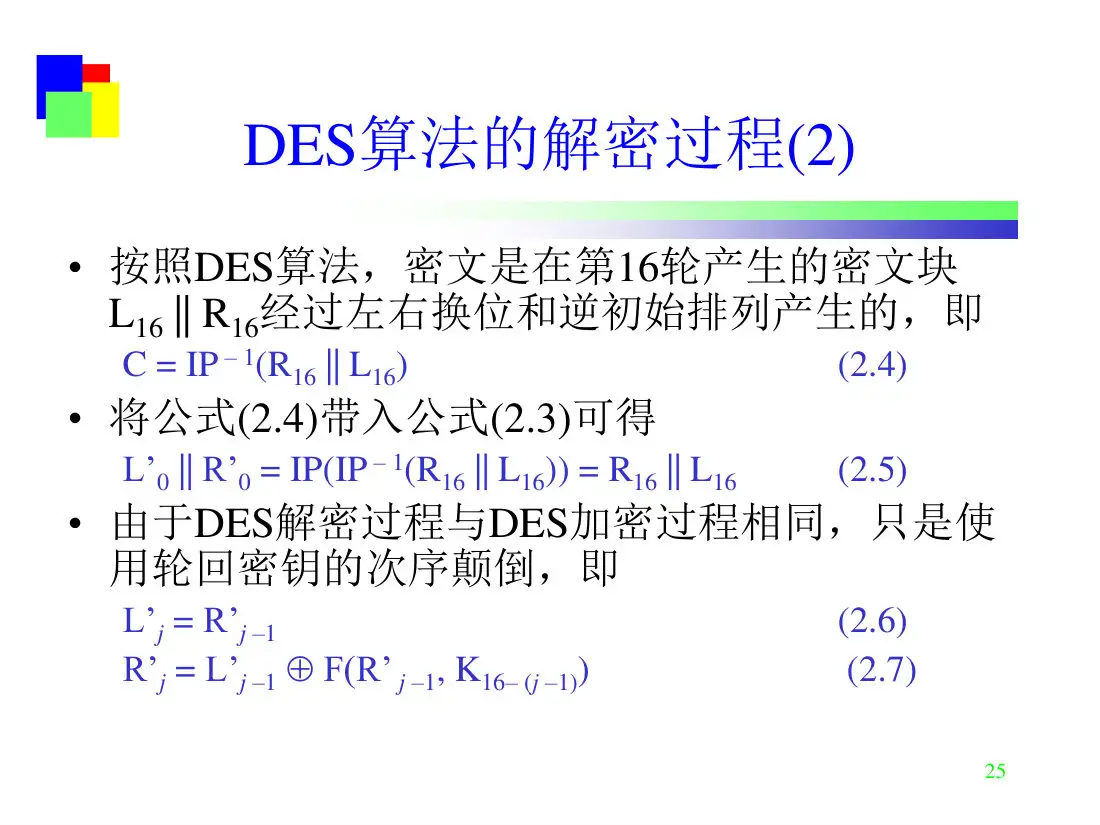 DES算法的解密过程(2)
• 按照DES算法，密文是在第16轮产生的密文块
L₁₆ || R₁₆经过左右换位和逆初始排列产生的，即
C = IP⁻¹(R₁₆ || L₁₆) (2.4)
• 将公式(2.4)带入公式(2.3)可得
L’₀ || R’₀ = IP(IP⁻¹(R₁₆ || L₁₆)) = R₁₆ || L₁₆ (2.5)
• 由于DES解密过程与DES加密过程相同，只是使
用轮回密钥的次序颠倒，即
L’ⱼ = R’ⱼ₋₁ (2.6)
R’ⱼ = L’ⱼ₋₁ ⊕ F(R’ⱼ₋₁, K₁₆₋₍ⱼ₋₁₎) (2.7)
25